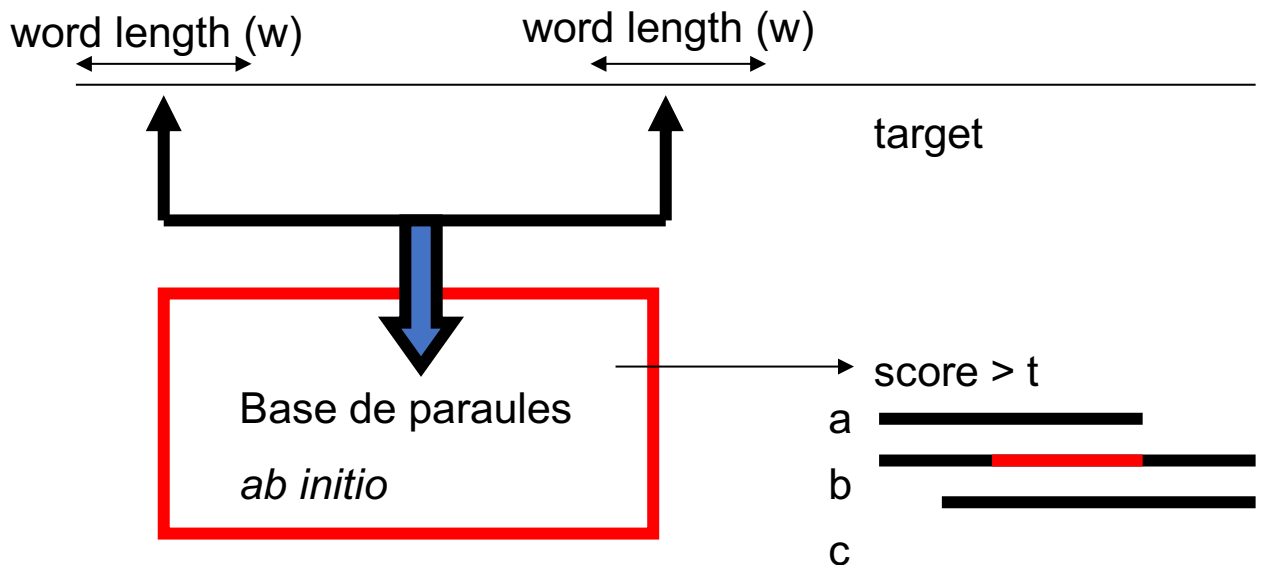 word length (w)
word length (w)
target
Base de paraules
ab initio
score > t
a
b
c